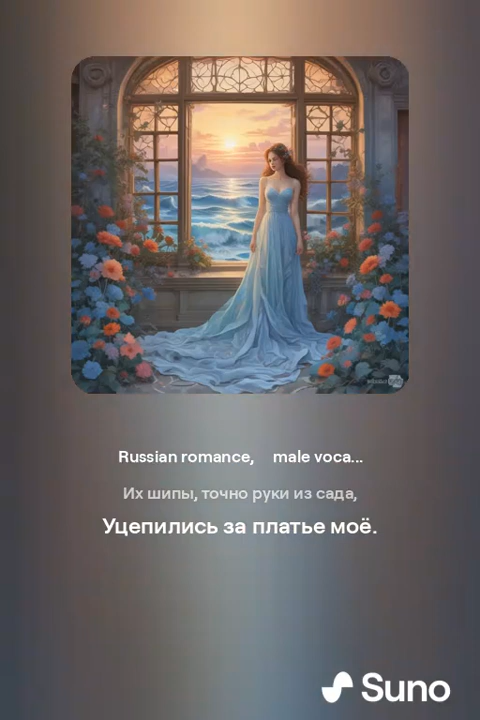 Russian romance, male voca...
Их шипы, точно руки из сада,
Уцепились за платье моё.
Suno